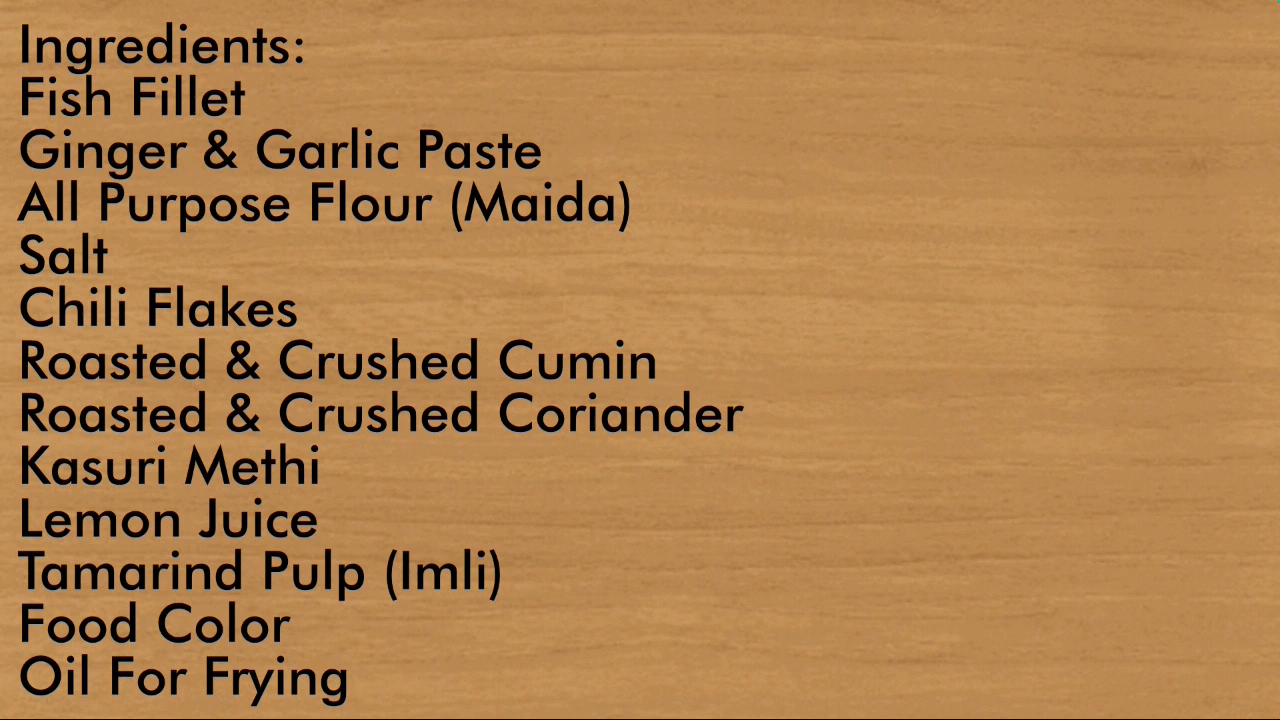 Ingredients:
Fish Fillet
Ginger & Garlic Paste
All Purpose Flour (Maida)
Salt
Chili Flakes
Roasted & Crushed Cumin
Roasted & Crushed Coriander
Kasuri Methi
Lemon Juice
Tamarind Pulp (Imli)
Food Color
Oil For Frying